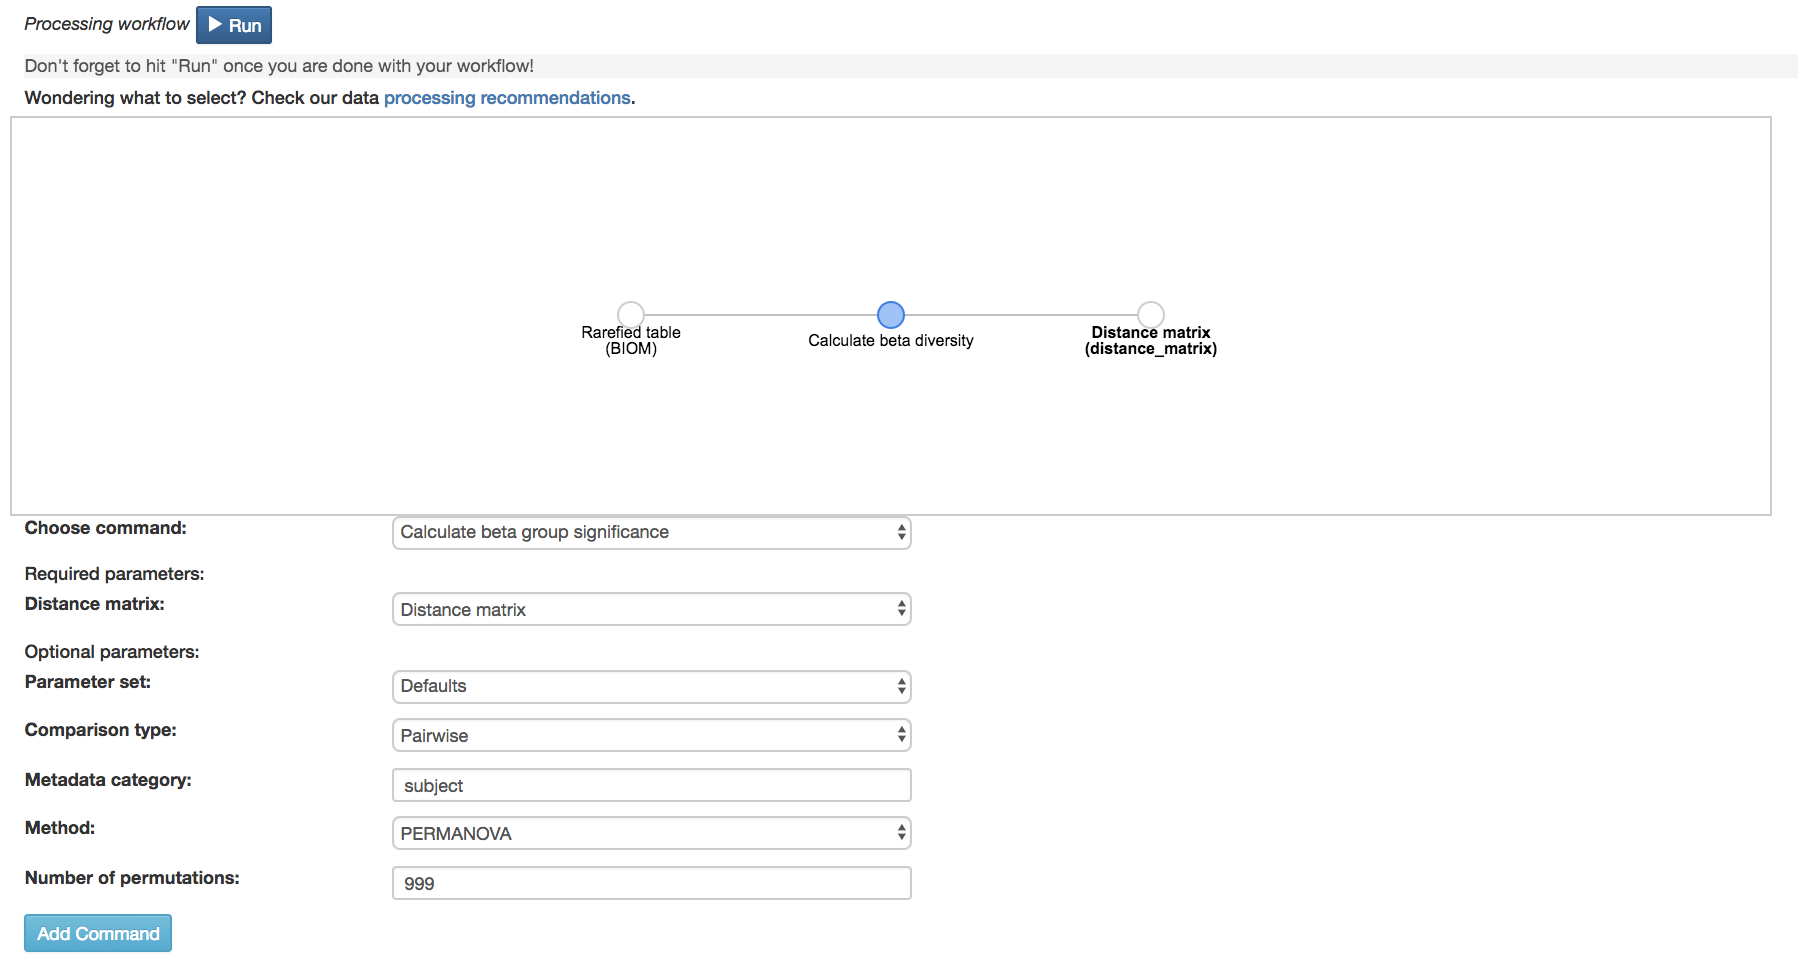 Processing workflow Run
Don't forget to hit "Run" once you are done with your workflow!
Wondering what to select? Check our data processing recommendations.
Rarefied table
(BIOM)
Calculate beta diversity
Distance matrix
(distance_matrix)
Choose command: Calculate beta group significance
Required parameters:
Distance matrix: Distance matrix
Optional parameters:
Parameter set: Defaults
Comparison type: Pairwise
Metadata category: subject
Method: PERMANOVA
Number of permutations: 999
Add Command